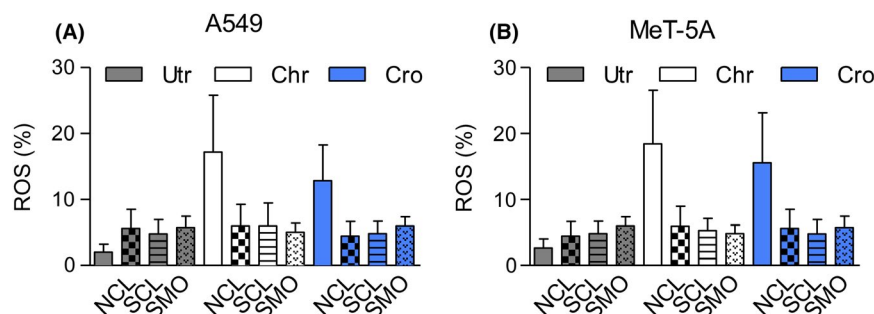 (A) A549
30
20
10
0
ROS (%)
Utr Chr Cro
NCL SCL SMO NCL SCL SMO NCL SCL SMO
(B) MeT-5A
30
20
10
0
ROS (%)
Utr Chr Cro
NCL SCL SMO NCL SCL SMO NCL SCL SMO